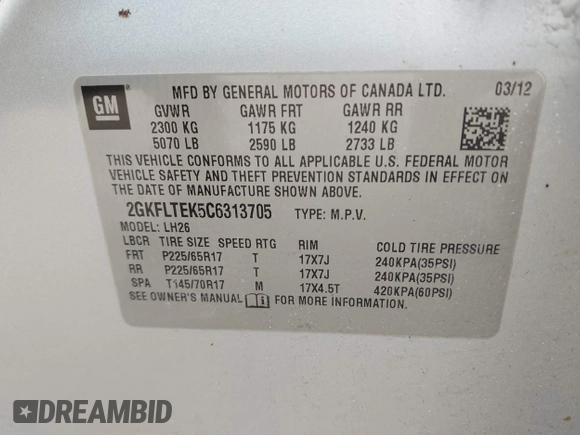 GM
MFD BY GENERAL MOTORS OF CANADA LTD. 03/12
GVWR GAWR FRT GAWR RR
2300 KG 1175 KG 1240 KG
5070 LB 2590 LB 2733 LB
THIS VEHICLE CONFORMS TO ALL APPLICABLE U.S. FEDERAL MOTOR
VEHICLE SAFETY AND THEFT PREVENTION STANDARDS IN EFFECT ON
THE DATE OF MANUFACTURE SHOWN ABOVE.
2GKFLTEK5C6313705 TYPE: M.P.V.
MODEL: LH26
LBCR TIRE SIZE SPEED RTG RIM COLD TIRE PRESSURE
FRT P225/65R17 T 17X7J 240KPA(35PSI)
RR P225/65R17 T 17X7J 240KPA(35PSI)
SPA T145/70R17 M 17X4.5T 420KPA(60PSI)
SEE OWNER'S MANUAL FOR MORE INFORMATION.
DREAMBID